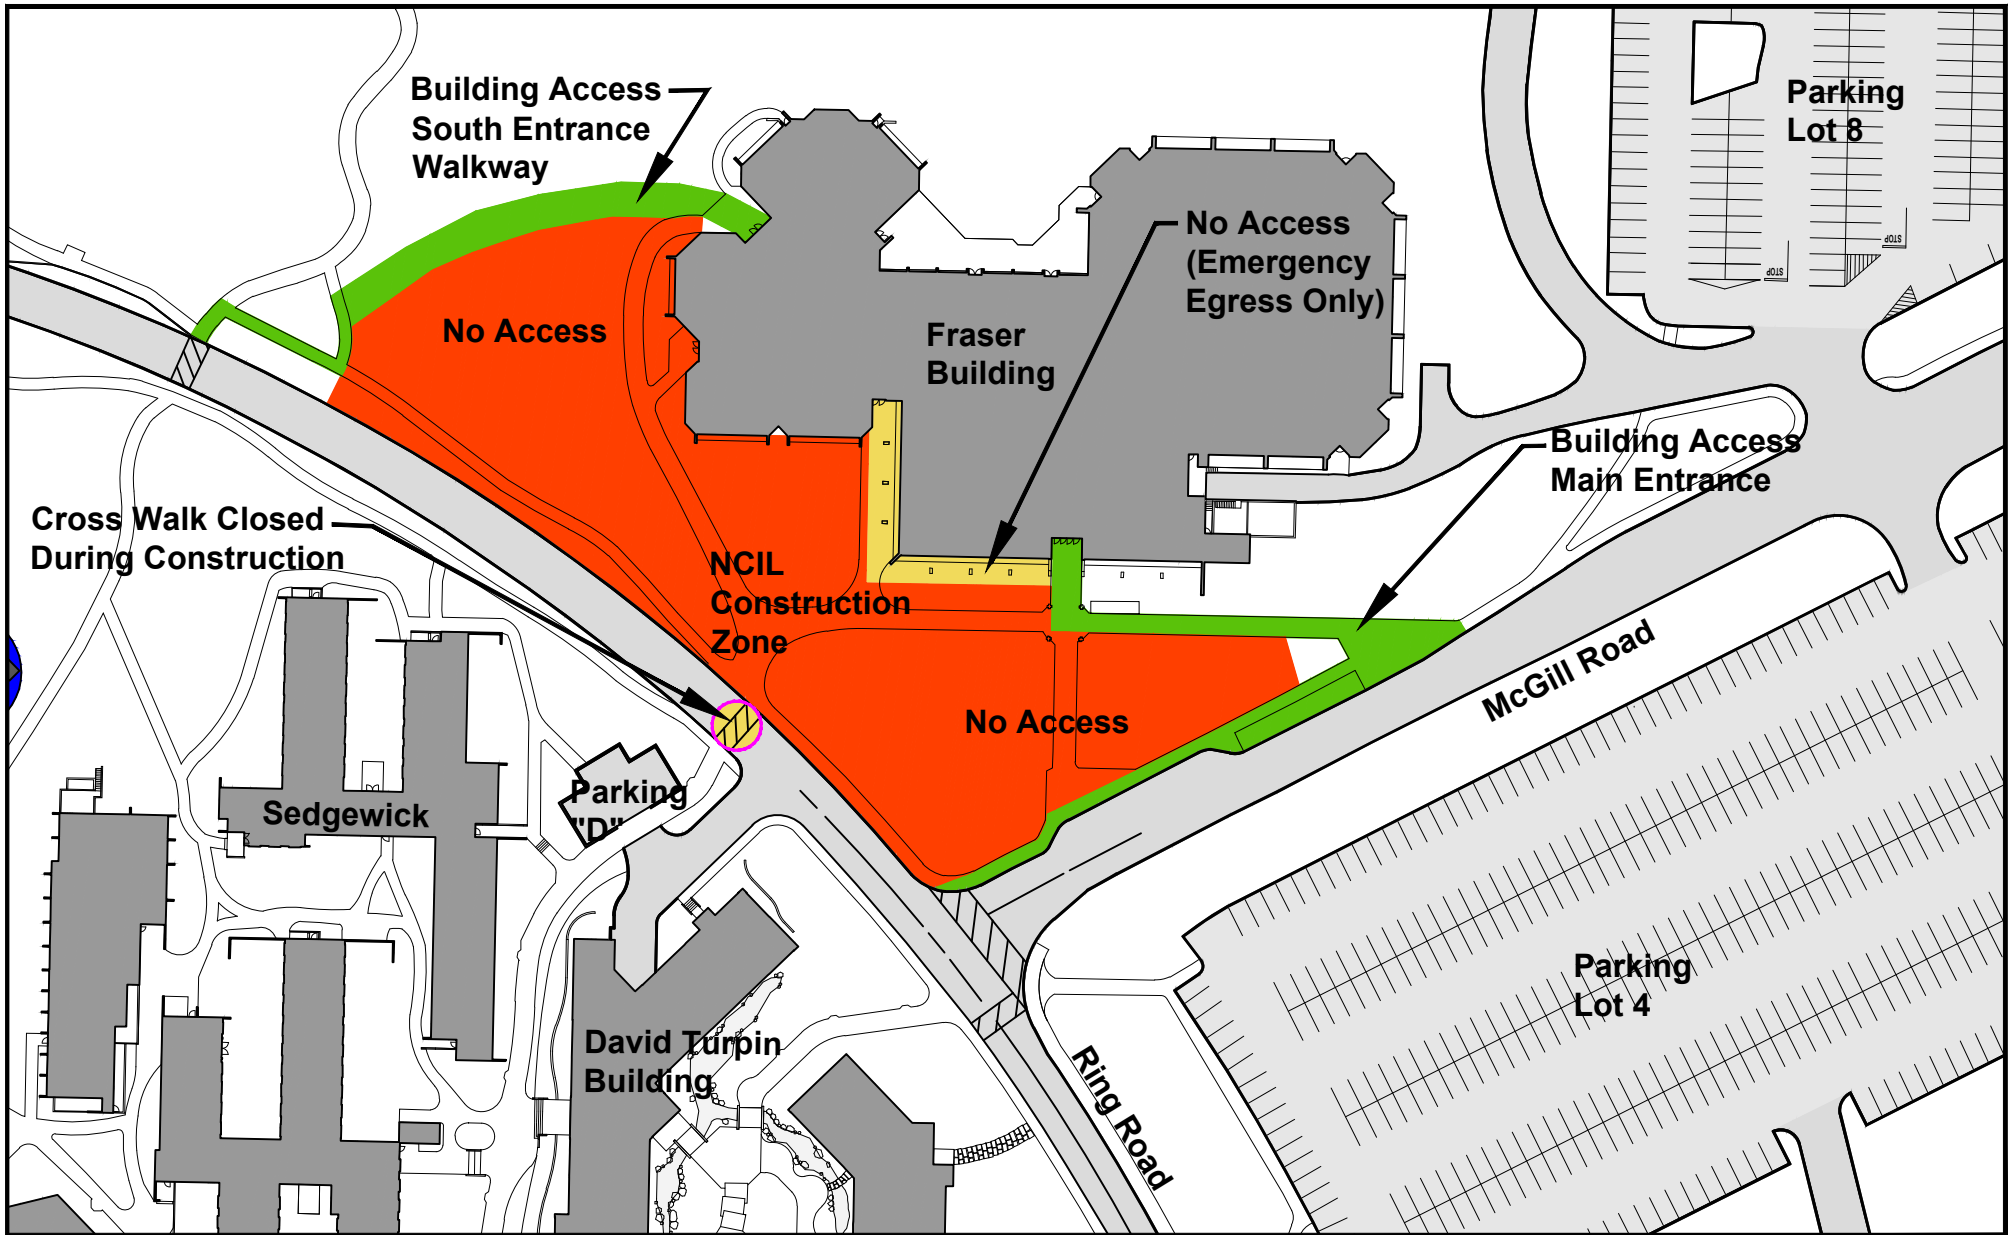 Building Access
South Entrance
Walkway
Parking
Lot 8
No Access
(Emergency
Egress Only)
STOP
STOP
No Access
Fraser
Building
Building Access
Main Entrance
Cross Walk Closed
During Construction
NCIL
Construction
Zone
McGill Road
No Access
Parking
"D"
Sedgewick
Parking
Lot 4
David Turpin
Building
Ring Road